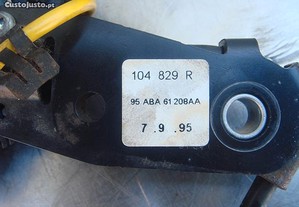 CustoJusto.pt
104 829 R
95 ABA 61208AA
7 . 9 . 95